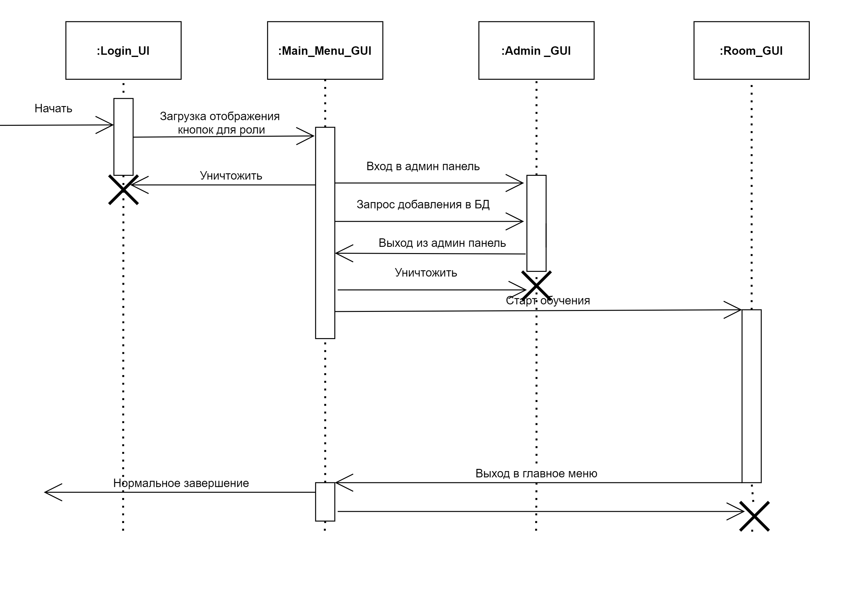 :Login_UI
:Main_Menu_GUI
:Admin _GUI
:Room_GUI
Начать
Загрузка отображения
кнопок для роли
Уничтожить
Вход в админ панель
Запрос добавления в БД
Выход из админ панель
Уничтожить
Старт обучения
Выход в главное меню
Нормальное завершение